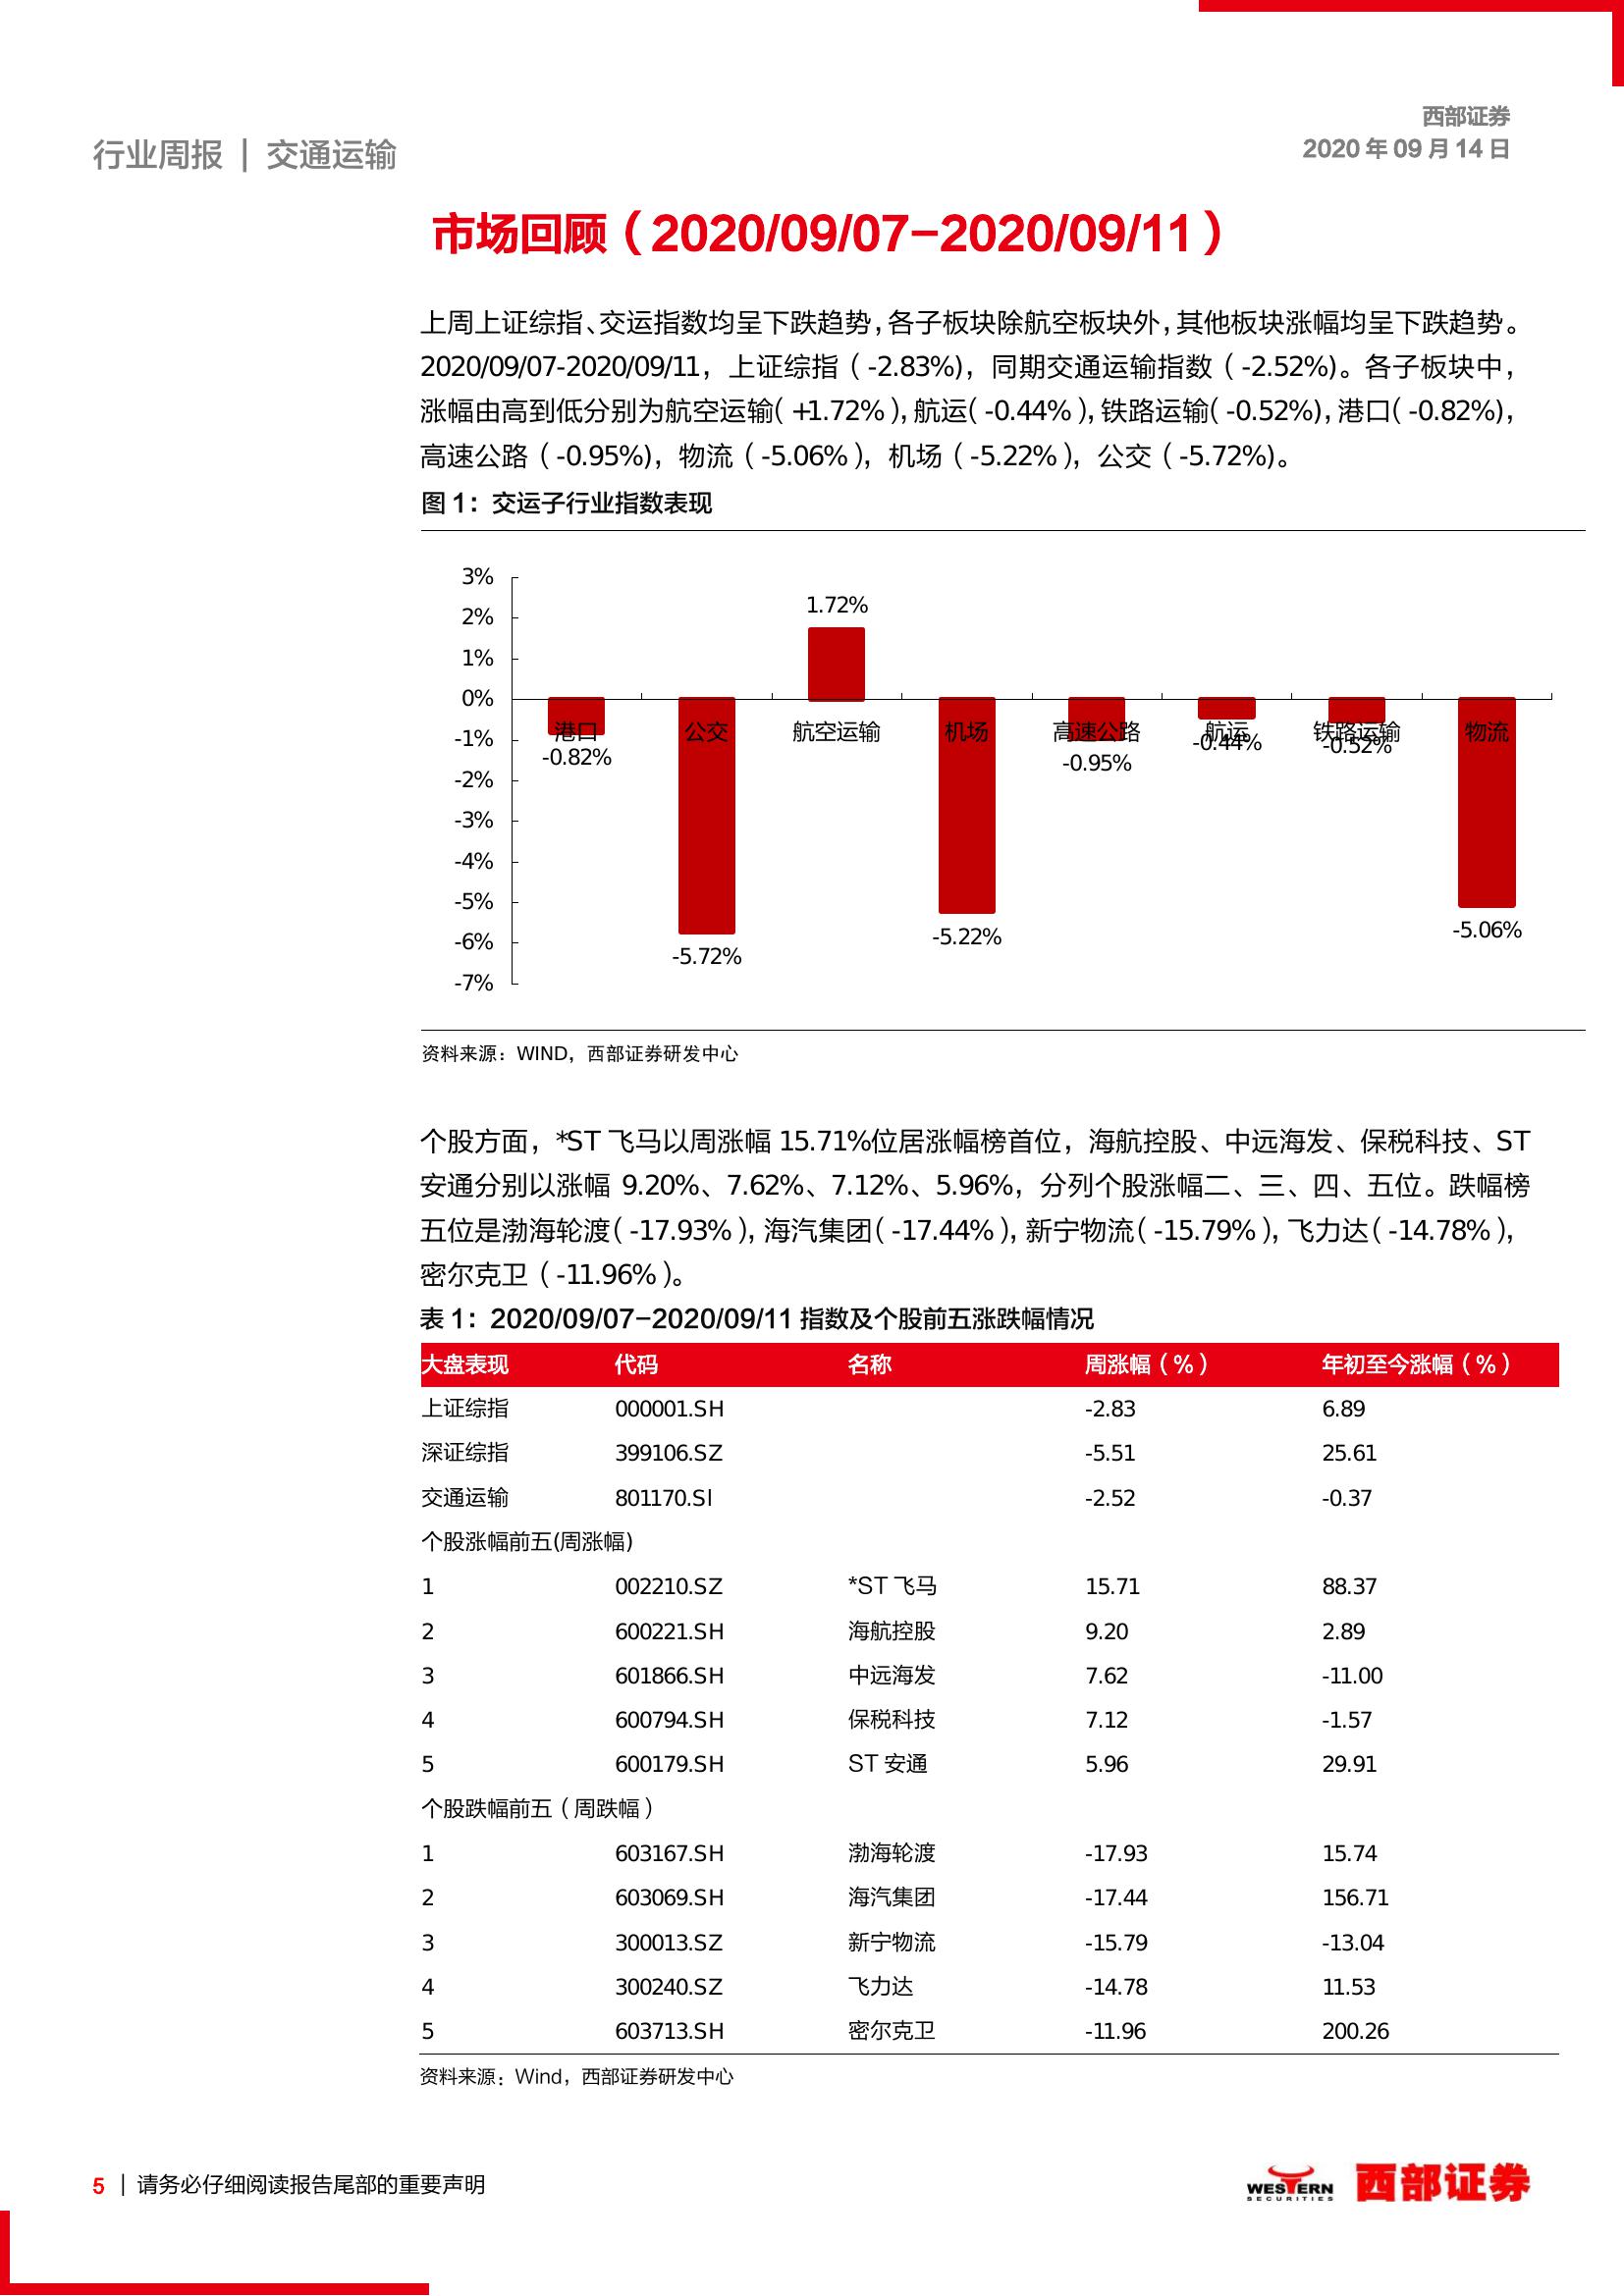 西部证券
行业周报 | 交通运输
2020 年 09 月 14 日
市场回顾（2020/09/07-2020/09/11）
上周上证综指、交运指数均呈下跌趋势，各子板块除航空板块外，其他板块涨幅均呈下跌趋势。
2020/09/07-2020/09/11，上证综指（-2.83%)，同期交通运输指数（-2.52%)。各子板块中，
涨幅由高到低分别为航空运输（+1.72%），航运（-0.44%），铁路运输（-0.52%)，港口（-0.82%)，
高速公路（-0.95%)，物流（-5.06%），机场（-5.22%），公交（-5.72%)。
图 1：交运子行业指数表现
3%
2%
1%
0%
-1%
-2%
-3%
-4%
-5%
-6%
-7%
港口 公交 航空运输 机场 高速公路 航运 铁路运输 物流
-0.82% -5.72% 1.72% -5.22% -0.95% -0.44% -0.52% -5.06%
资料来源：WIND，西部证券研发中心
个股方面，*ST 飞马以周涨幅 15.71%位居涨幅榜首位，海航控股、中远海发、保税科技、ST
安通分别以涨幅 9.20%、7.62%、7.12%、5.96%，分列个股涨幅二、三、四、五位。跌幅榜
五位是渤海轮渡（-17.93%），海汽集团（-17.44%），新宁物流（-15.79%），飞力达（-14.78%），
密尔克卫（-11.96%）。
表 1：2020/09/07-2020/09/11 指数及个股前五涨跌幅情况
大盘表现 代码 名称 周涨幅（%） 年初至今涨幅（%）
上证综指 000001.SH -2.83 6.89
深证综指 399106.SZ -5.51 25.61
交通运输 801170.SI -2.52 -0.37
个股涨幅前五(周涨幅)
1 002210.SZ *ST 飞马 15.71 88.37
2 600221.SH 海航控股 9.20 2.89
3 601866.SH 中远海发 7.62 -11.00
4 600794.SH 保税科技 7.12 -1.57
5 600179.SH ST 安通 5.96 29.91
个股跌幅前五（周跌幅）
1 603167.SH 渤海轮渡 -17.93 15.74
2 603069.SH 海汽集团 -17.44 156.71
3 300013.SZ 新宁物流 -15.79 -13.04
4 300240.SZ 飞力达 -14.78 11.53
5 603713.SH 密尔克卫 -11.96 200.26
资料来源：Wind，西部证券研发中心
5 | 请务必仔细阅读报告尾部的重要声明
WESTERN
SECURITIES
西部证券